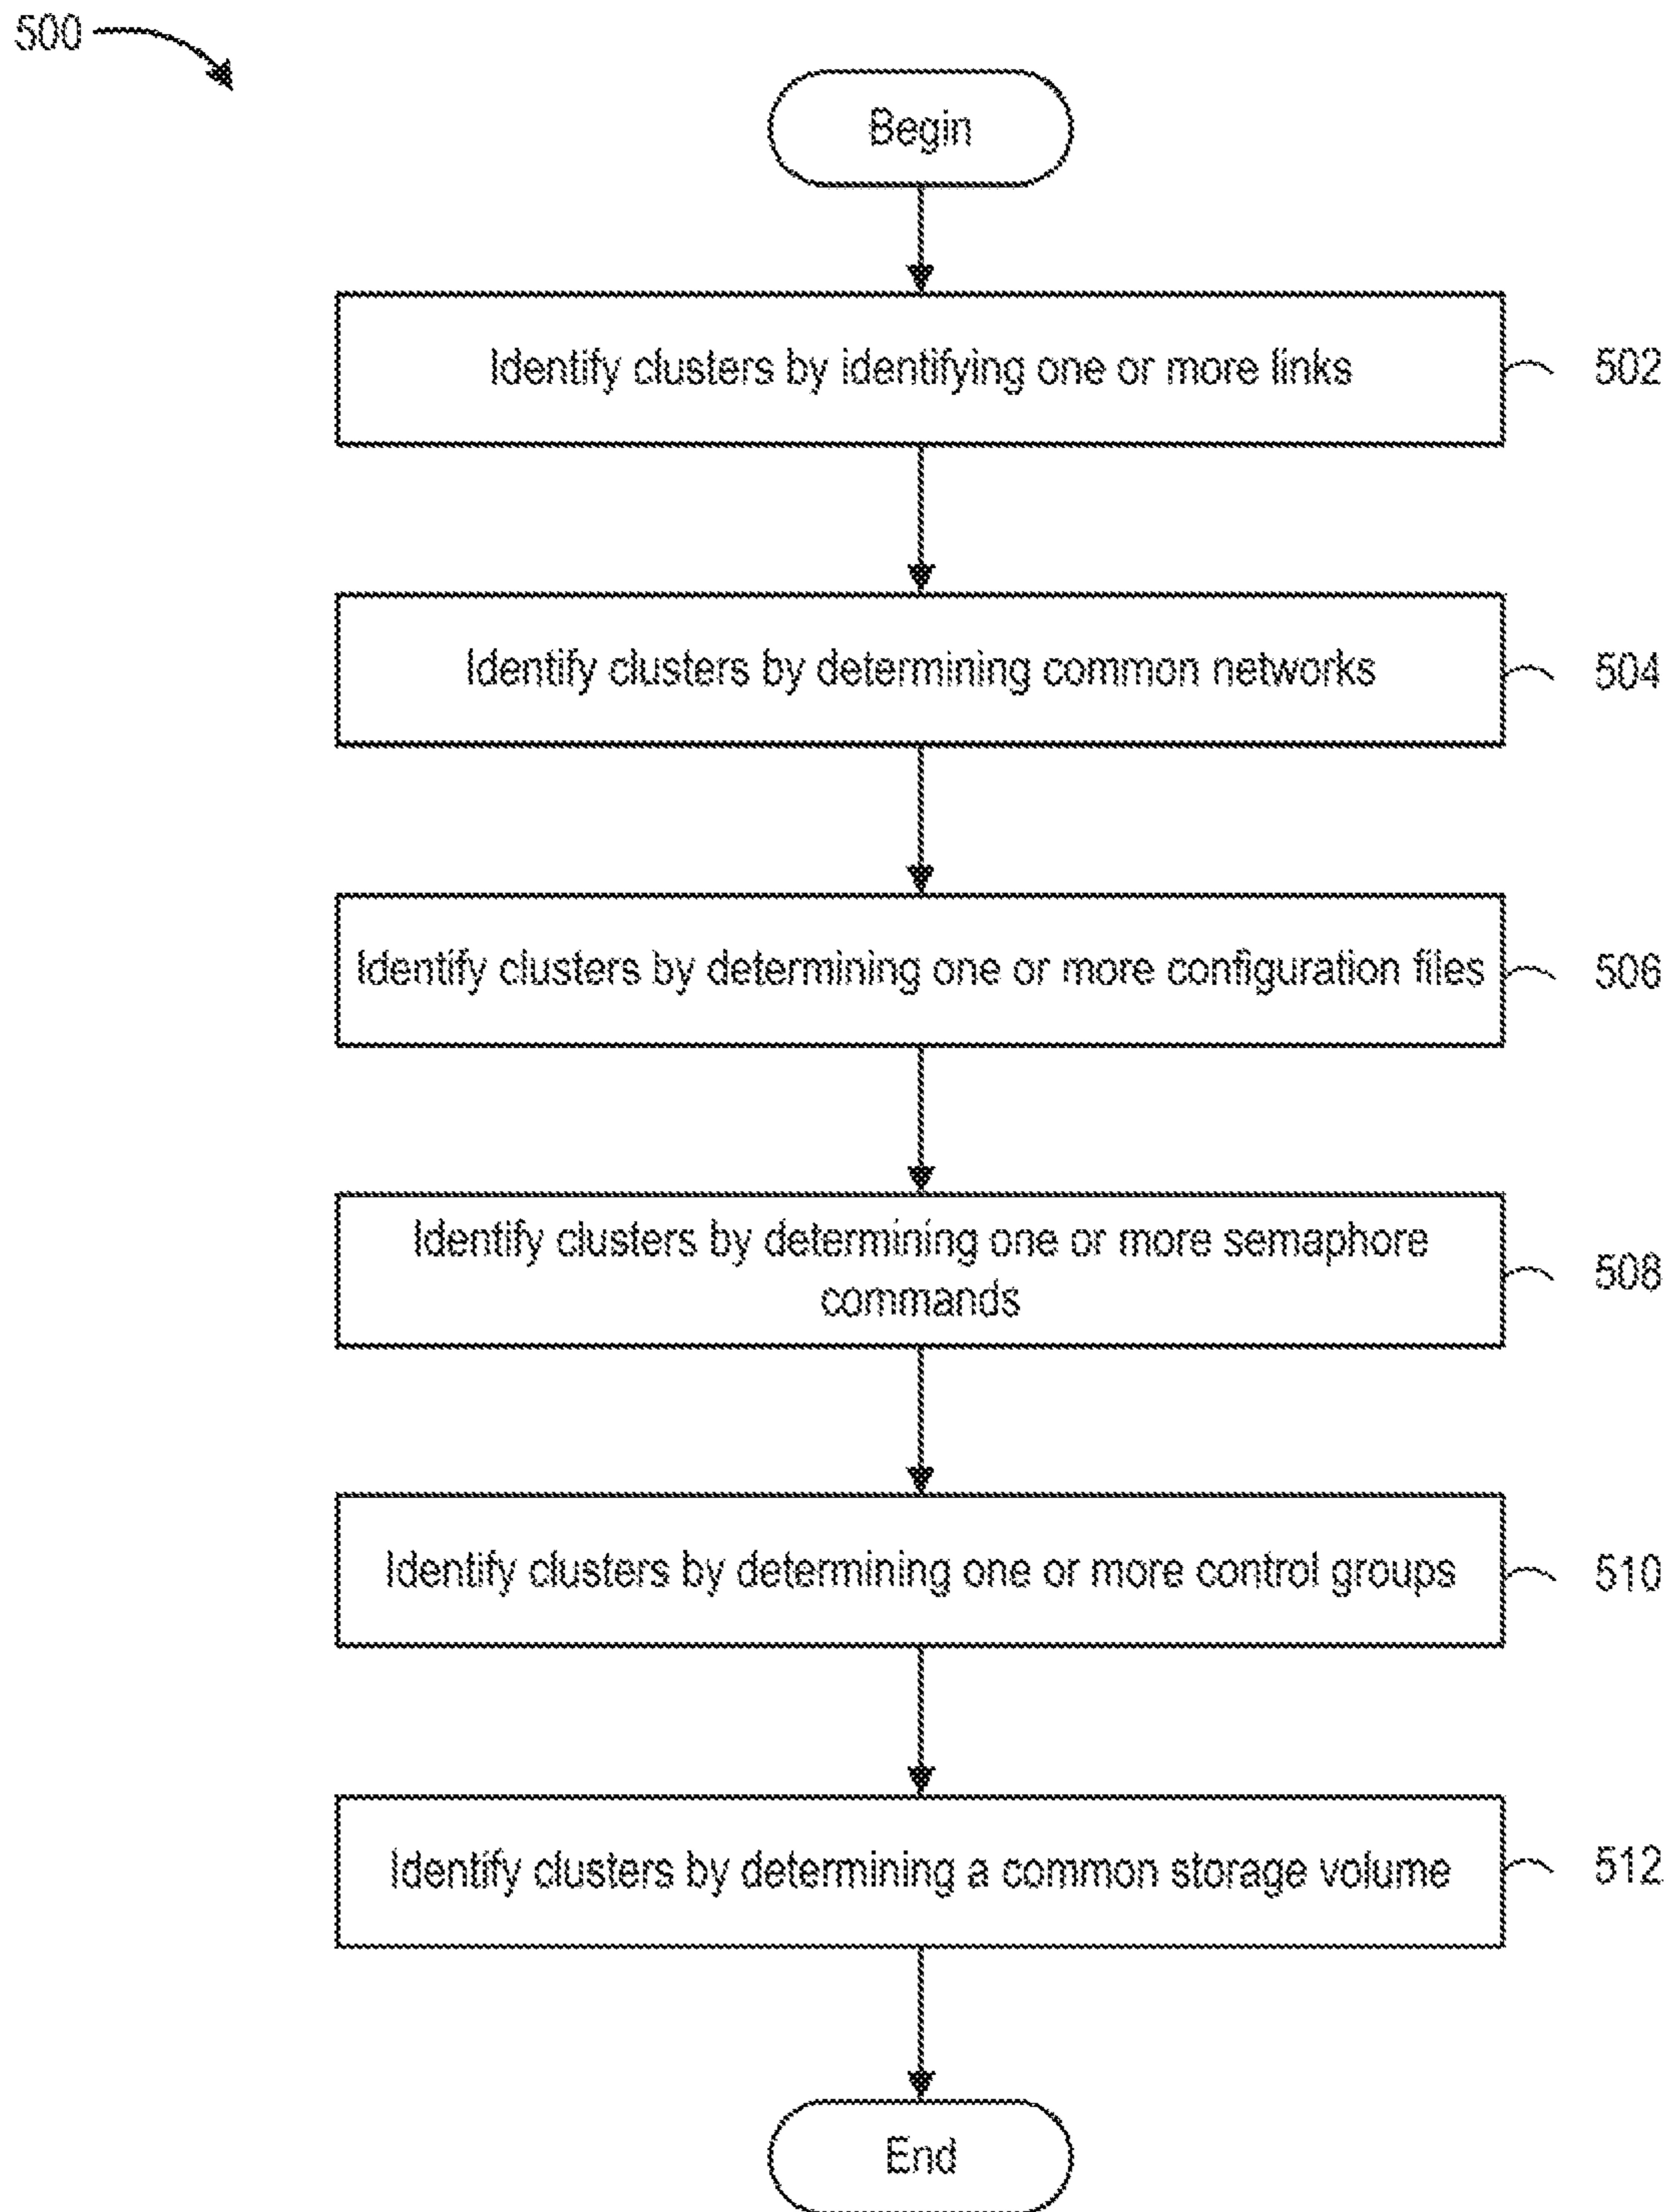 500
Begin
Identify clusters by identifying one or more links
502
Identify clusters by determining common networks
504
Identify clusters by determining one or more configuration files
506
Identify clusters by determining one or more semaphore
commands
508
Identify clusters by determining one or more control groups
510
Identify clusters by determining a common storage volume
512
End